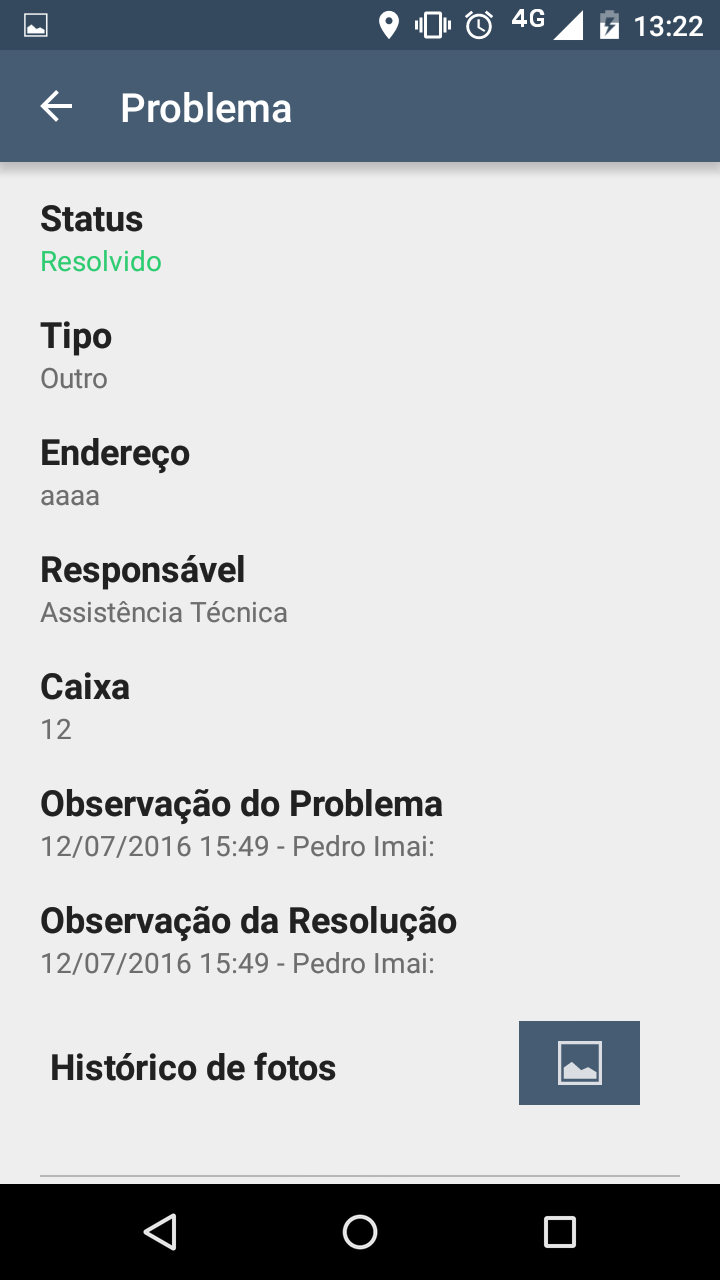 4G 13:22
Problema
Status
Resolvido
Tipo
Outro
Endereço
aaaa
Responsável
Assistência Técnica
Caixa
12
Observação do Problema
12/07/2016 15:49 - Pedro Imai:
Observação da Resolução
12/07/2016 15:49 - Pedro Imai:
Histórico de fotos